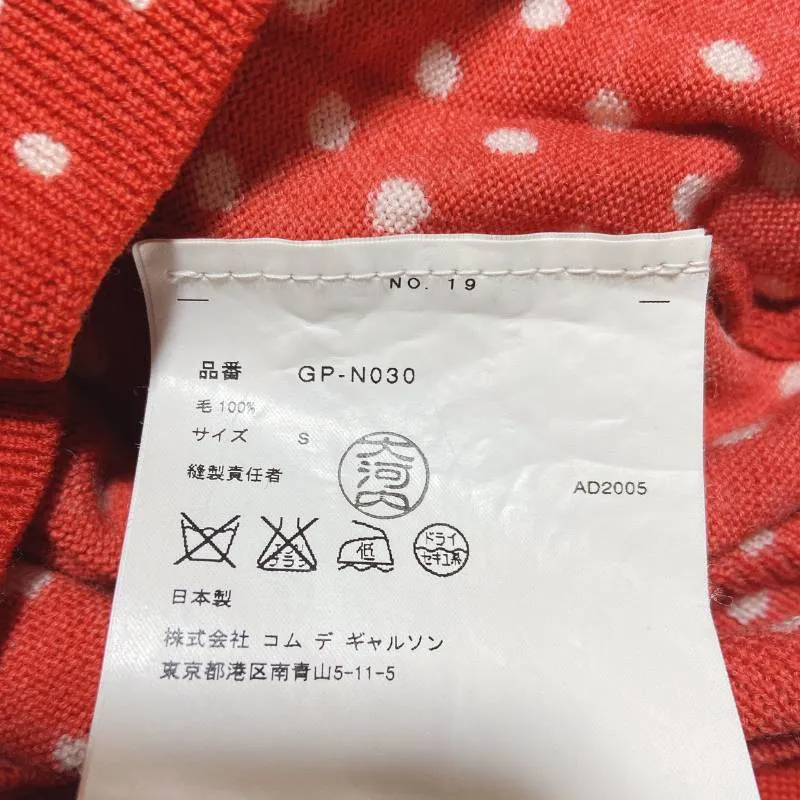 NO. 19
品番 GP-N030
毛 100%
サイズ S
縫製責任者 大河内
AD2005
低
ドライ
セキユ系
日本製
株式会社 コム デ ギャルソン
東京都港区南青山5-11-5